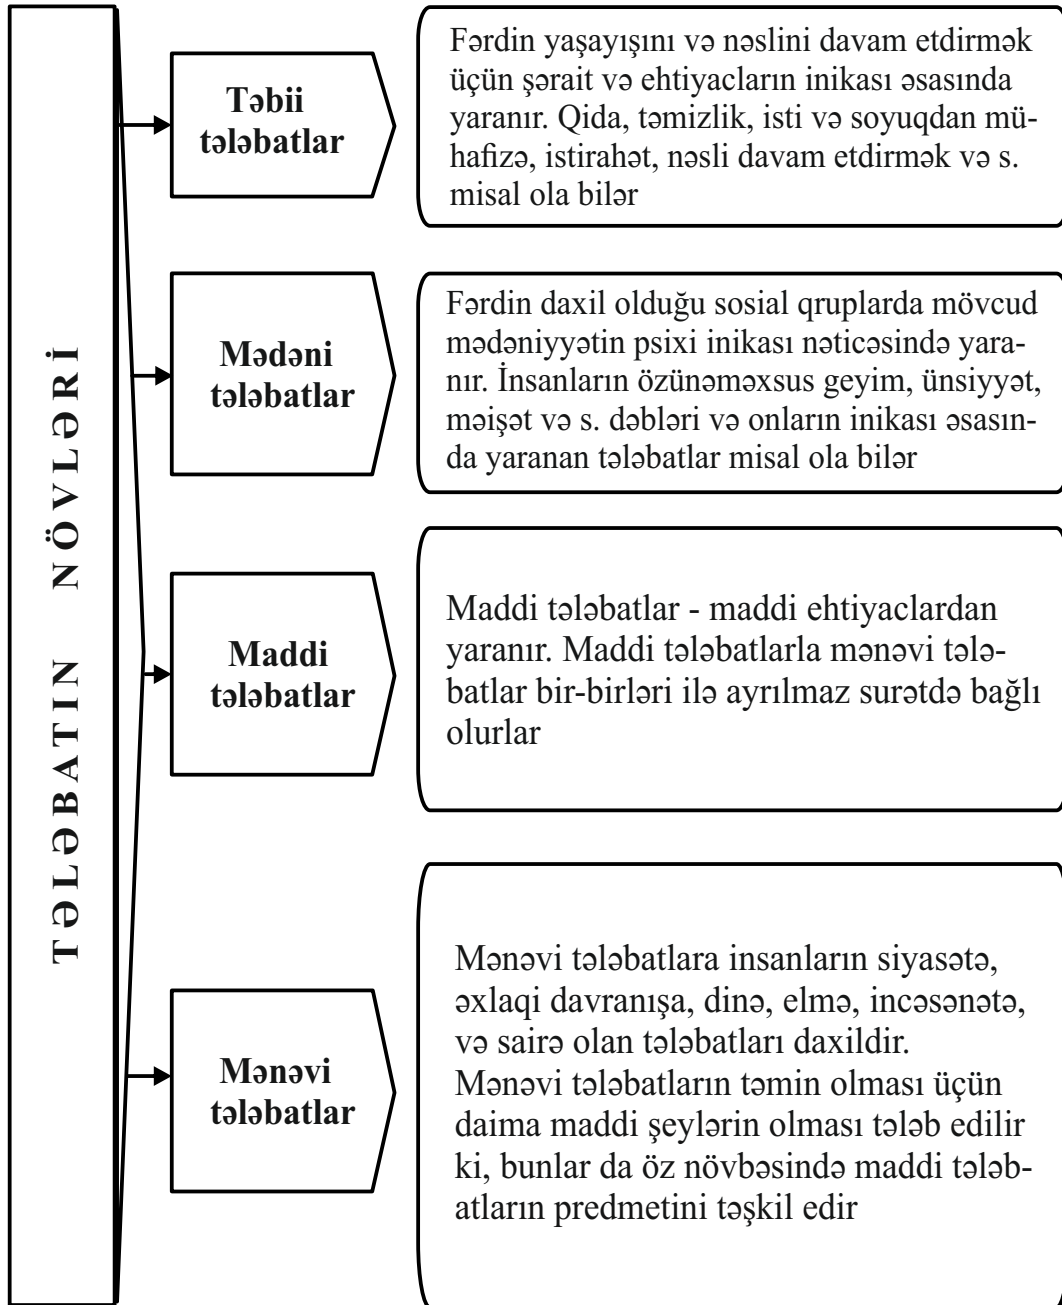 TƏLƏBATIN NÖVLƏRİ
Təbii
tələbatlar
Fərdin yaşayışını və nəslini davam etdirmək
üçün şərait və ehtiyacların inikası əsasında
yaranır. Qida, təmizlik, isti və soyuqdan mü-
hafizə, istirahət, nəsli davam etdirmək və s.
misal ola bilər
Mədəni
tələbatlar
Fərdin daxil olduğu sosial qruplarda mövcud
mədəniyyətin psixi inikası nəticəsində yara-
nır. İnsanların özünəməxsus geyim, ünsiyyət,
məişət və s. dəbləri və onların inikası əsasın-
da yaranan tələbatlar misal ola bilər
Maddi
tələbatlar
Maddi tələbatlar - maddi ehtiyaclardan
yaranır. Maddi tələbatlarla mənəvi tələ-
batlar bir-birləri ilə ayrılmaz surətdə bağlı
olurlar
Mənəvi
tələbatlar
Mənəvi tələbatlara insanların siyasətə,
əxlaqi davranışa, dinə, elmə, incəsənətə,
və sairə olan tələbatları daxildir.
Mənəvi tələbatların təmin olması üçün
daima maddi şeylərin olması tələb edilir
ki, bunlar da öz növbəsində maddi tələb-
atların predmetini təşkil edir